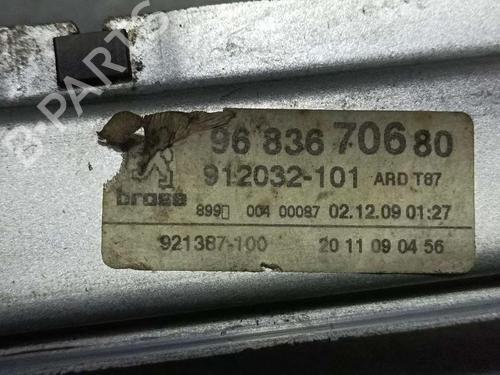 B-PARTS
96 836 706 80
912032-101 ARD T87
brose
899 004 00087 02.12.09 01:27
921387-100 20 11 09 04 56